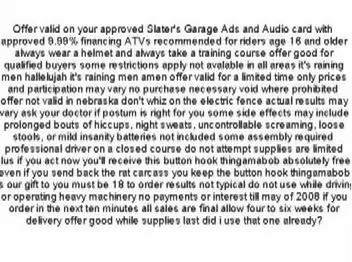 Offer valid on your approved Slater's Garage Ads and Audio card with
approved 9.99% financing ATVs recommended for riders age 16 and older
always wear a helmet and always take a training course offer good for
qualified buyers some restrictions apply not avalable in all areas it's raining
men hallelujah it's raining men amen offer valid for a limited time only prices
and participation may vary no purchase necessary void where prohibited
offer not valid in nebraska don't whiz on the electric fence actual results may
vary ask your doctor if postum is right for you some side effects may include
prolonged bouts of hiccups, night sweats, uncontrollable screaming, loose
stools, or mild insanity batteries not included some assembly required
professional driver on a closed course do not attempt supplies are limited
lus if you act now you'll receive this button hook thingamabob absolutely free
even if you send back the rat carcass you keep the button hook thingamabob
s our gift to you must be 18 to order results not typical do not use while driving
or operating heavy machinery no payments or interest till may of 2008 if you
order in the next ten minutes all sales are final allow four to six weeks for
delivery offer good while supplies last did i use that one already?